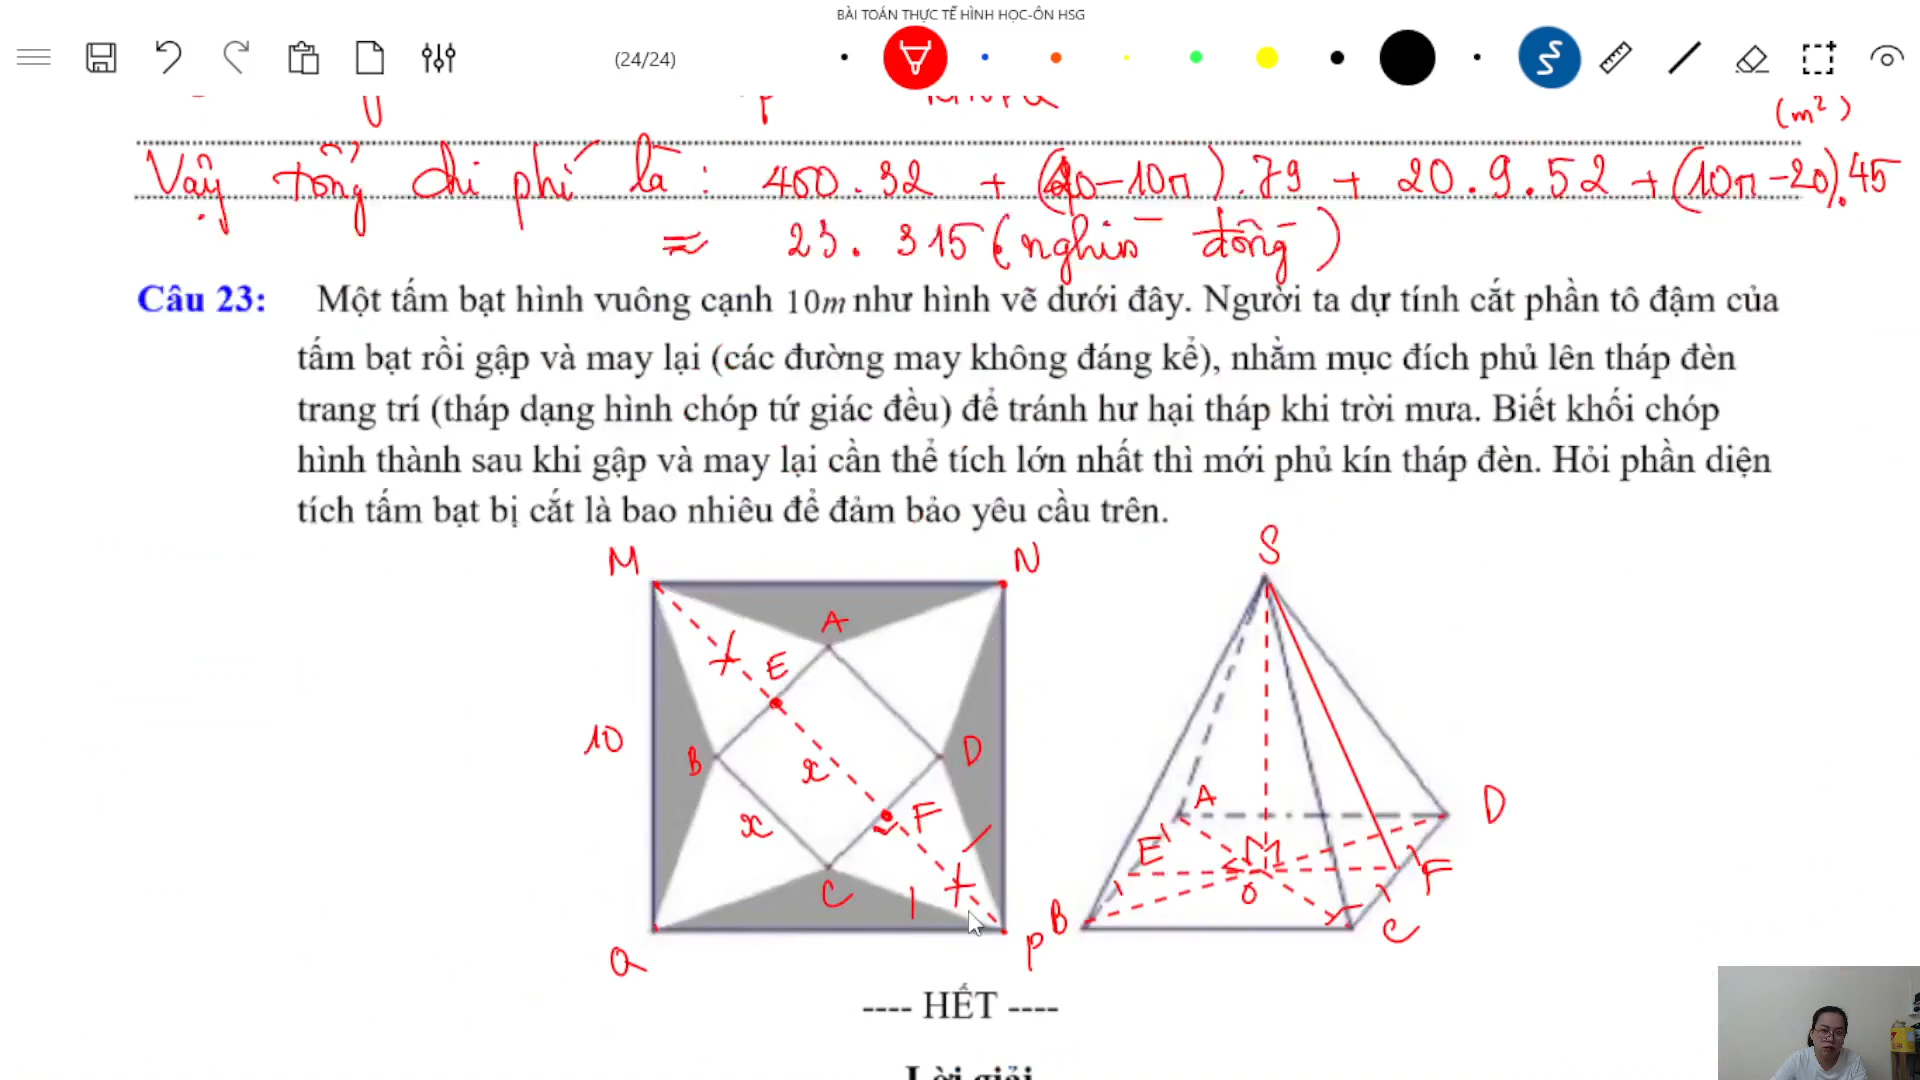 BÀI TOÁN THỰC TẾ HÌNH HỌC-ÔN HSG
(24/24)
(m²)
Vậy tổng chi phí là: 400.32 + (20-10π).79 + 20.9.52 + (10π-20).45
≈ 23.315 (nghìn đồng)
Câu 23: Một tấm bạt hình vuông cạnh 10m như hình vẽ dưới đây. Người ta dự tính cắt phần tô đậm của
tấm bạt rồi gập và may lại (các đường may không đáng kể), nhằm mục đích phủ lên tháp đèn
trang trí (tháp dạng hình chóp tứ giác đều) để tránh hư hại tháp khi trời mưa. Biết khối chóp
hình thành sau khi gập và may lại cần thể tích lớn nhất thì mới phủ kín tháp đèn. Hỏi phần diện
tích tấm bạt bị cắt là bao nhiêu để đảm bảo yêu cầu trên.
M N S
A
E
10 B x D A D
x F E F
C O
B C
Q P
---- HẾT ----
Lời giải